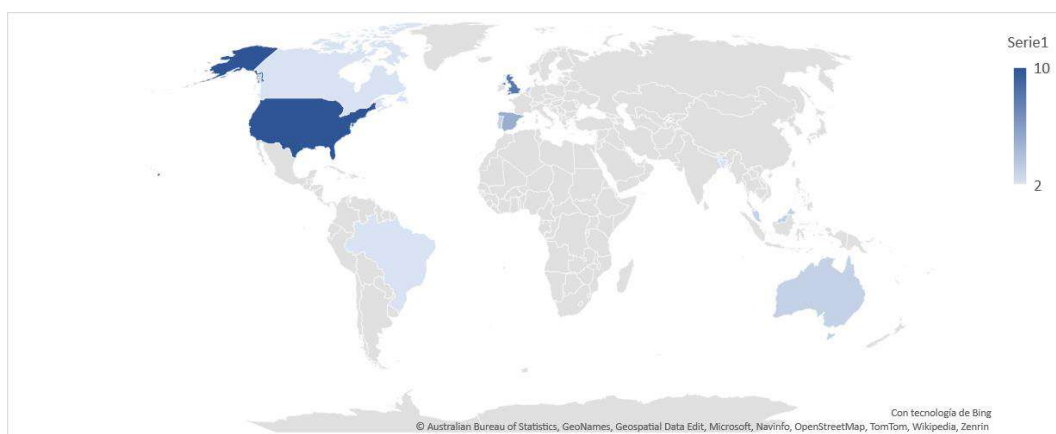 Serie1
10
2
Con tecnología de Bing
© Australian Bureau of Statistics, GeoNames, Geospatial Data Edit, Microsoft, Navinfo, OpenStreetMap, TomTom, Wikipedia, Zenrin